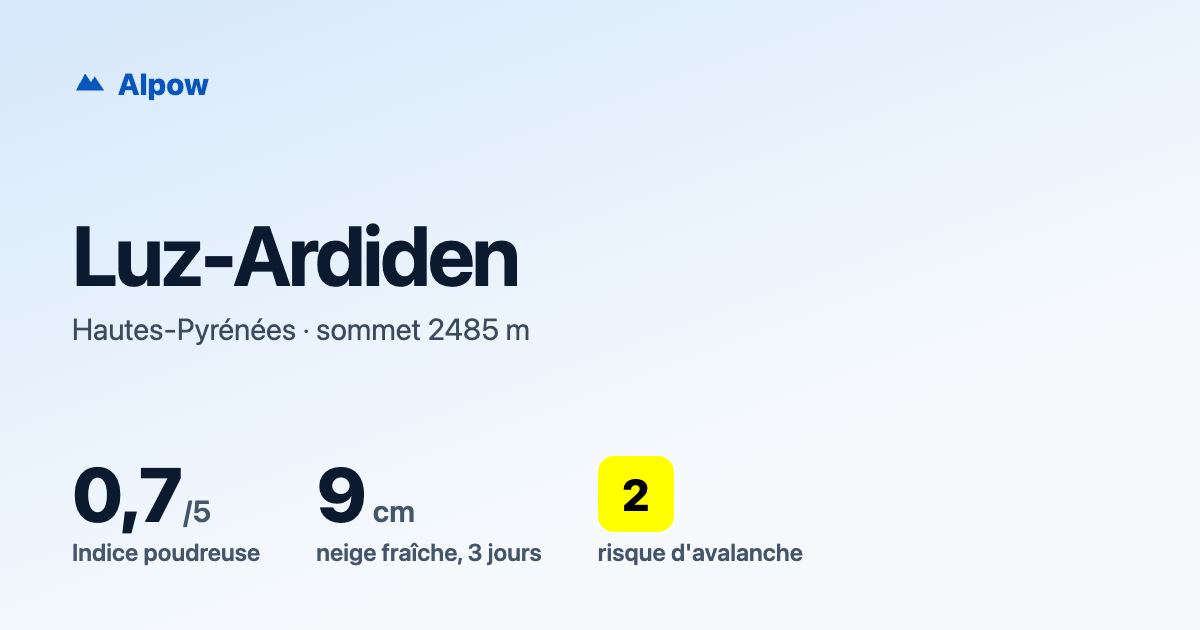 Alpow
Luz-Ardiden
Hautes-Pyrénées · sommet 2485 m
0,7/5
Indice poudreuse
9 cm
neige fraîche, 3 jours
2
risque d'avalanche